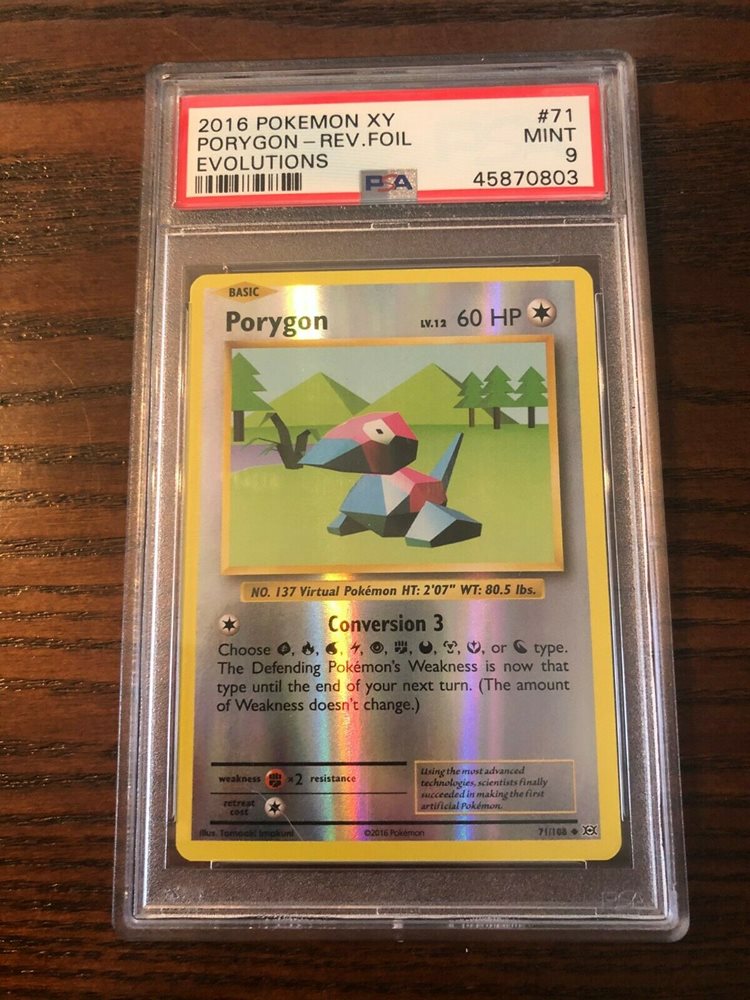 2016 POKEMON XY #71
PORYGON - REV.FOIL MINT
EVOLUTIONS 9
PSA 45870803
BASIC
Porygon LV.12 60 HP
NO. 137 Virtual Pokémon HT: 2'07" WT: 80.5 lbs.
Conversion 3
Choose , , , , , , , , , or type.
The Defending Pokémon's Weakness is now that
type until the end of your next turn. (The amount
of Weakness doesn't change.)
weakness ×2 resistance
retreat
cost
Using the most advanced
technologies, scientists finally
succeeded in making the first
artificial Pokémon.
Illus. Tomoaki Imakuni ©2016 Pokémon 71/108
PSA